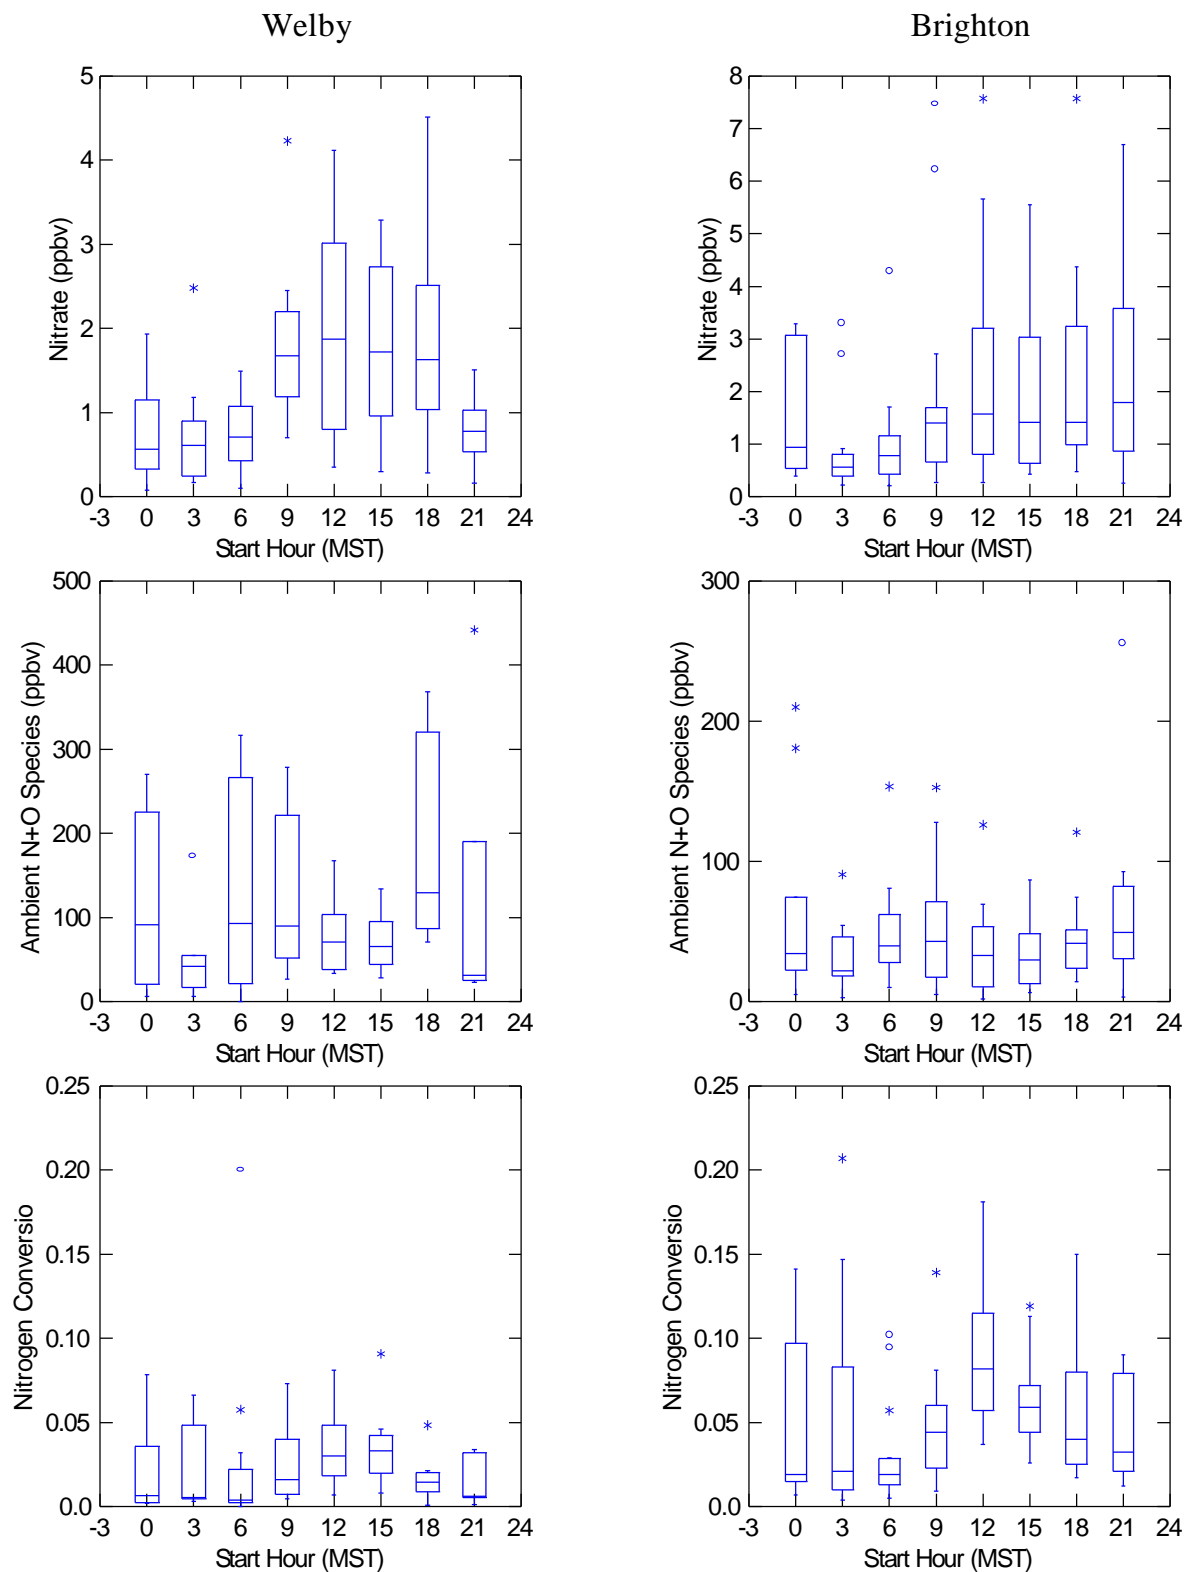 Welby
Brighton
Nitrate (ppbv)
5
4
3
2
1
0
-3 0 3 6 9 12 15 18 21 24
Start Hour (MST)
Nitrate (ppbv)
8
7
6
5
4
3
2
1
0
-3 0 3 6 9 12 15 18 21 24
Start Hour (MST)
Ambient N+O Species (ppbv)
500
400
300
200
100
0
-3 0 3 6 9 12 15 18 21 24
Start Hour (MST)
Ambient N+O Species (ppbv)
300
200
100
0
-3 0 3 6 9 12 15 18 21 24
Start Hour (MST)
Nitrogen Conversio
0.25
0.20
0.15
0.10
0.05
0.0
-3 0 3 6 9 12 15 18 21 24
Start Hour (MST)
Nitrogen Conversio
0.25
0.20
0.15
0.10
0.05
0.0
-3 0 3 6 9 12 15 18 21 24
Start Hour (MST)